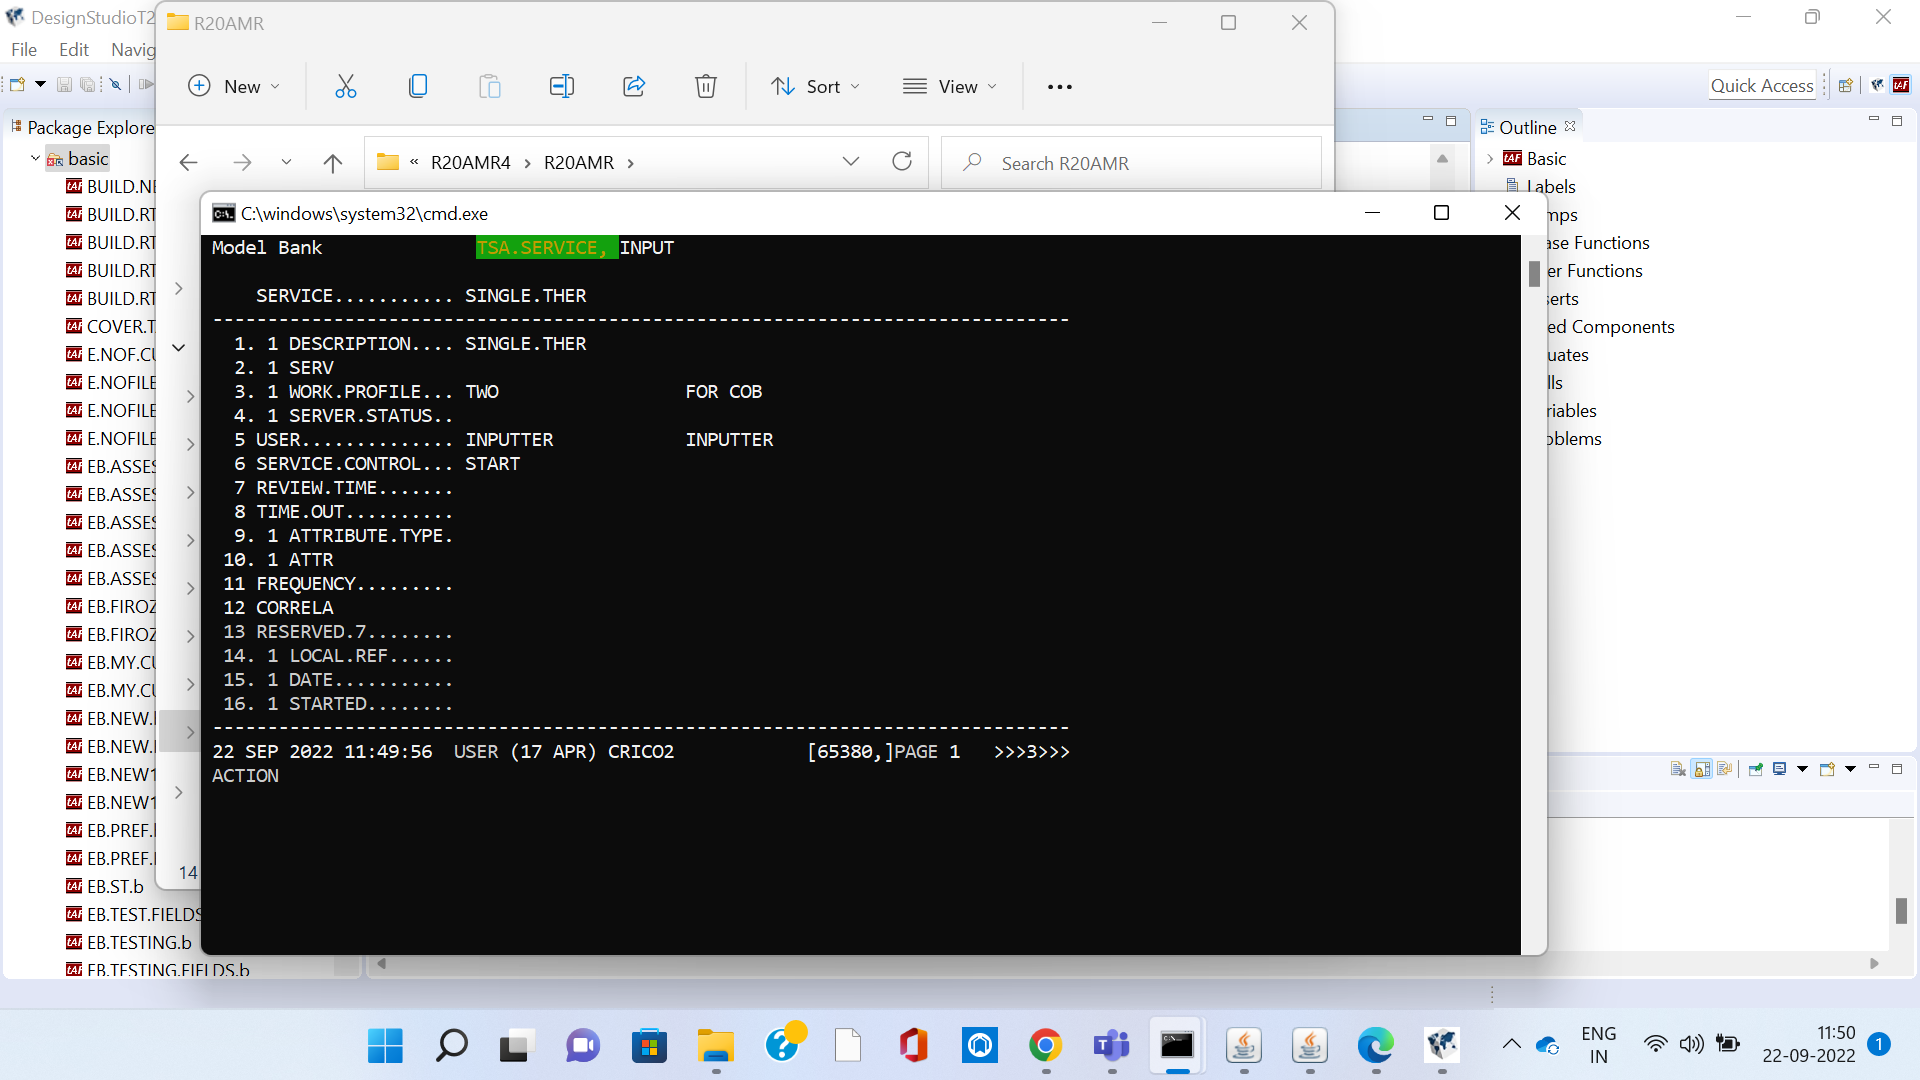 DesignStudioT2
R20AMR
File Edit Navig
New
Sort
View
Quick Access
Package Explore
R20AMR4 › R20AMR ›
Search R20AMR
Outline
basic
BUILD.NE
BUILD.RT
BUILD.RT
BUILD.RT
BUILD.RT
COVER.T
E.NOF.CU
E.NOFILE
E.NOFILE
E.NOFILE
EB.ASSES
EB.ASSES
EB.ASSES
EB.ASSES
EB.ASSES
EB.FIROZ
EB.FIROZ
EB.MY.CU
EB.MY.CU
EB.NEW.
EB.NEW.
EB.NEW1
EB.NEW1
EB.PREF.
EB.PREF.
EB.ST.b
EB.TEST.FIELDS
EB.TESTING.b
EB.TESTING.FIELDS.b
14
Basic
Labels
mps
ase Functions
er Functions
serts
ed Components
uates
lls
riables
oblems
C:\windows\system32\cmd.exe
Model Bank TSA.SERVICE, INPUT
SERVICE........... SINGLE.THER
------------------------------------------------------------------------------
1. 1 DESCRIPTION.... SINGLE.THER
2. 1 SERV
3. 1 WORK.PROFILE... TWO FOR COB
4. 1 SERVER.STATUS..
5 USER.............. INPUTTER INPUTTER
6 SERVICE.CONTROL... START
7 REVIEW.TIME.......
8 TIME.OUT..........
9. 1 ATTRIBUTE.TYPE.
10. 1 ATTR
11 FREQUENCY.........
12 CORRELA
13 RESERVED.7........
14. 1 LOCAL.REF......
15. 1 DATE...........
16. 1 STARTED........
------------------------------------------------------------------------------
22 SEP 2022 11:49:56 USER (17 APR) CRICO2 [65380,]PAGE 1 >>>3>>>
ACTION
ENG
IN
11:50
22-09-2022
1